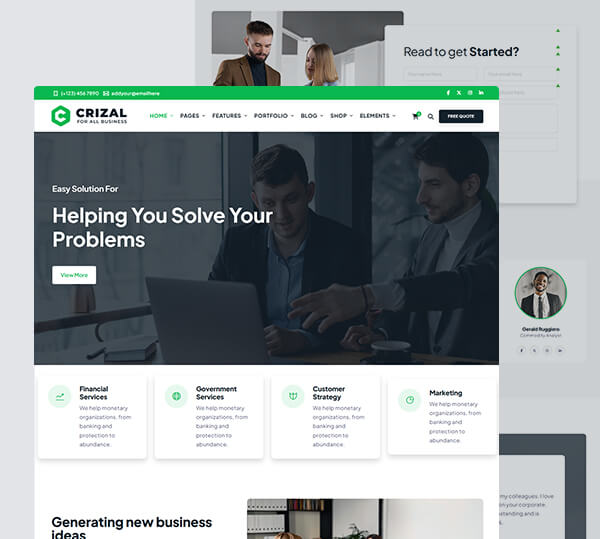 Read to get Started?
Your name here
Your email here
(+123) 456 7890 addyour@emailhere
CRIZAL
FOR ALL BUSINESS
HOME PAGES FEATURES PORTFOLIO BLOG SHOP ELEMENTS
FREE QUOTE
Easy Solution For
Helping You Solve Your
Problems
View More
Gerald Ruggiero
Commodity Analyst
Financial
Services
We help monetary
organizations, from
banking and
protection to
abundance.
Government
Services
We help monetary
organizations, from
banking and
protection to
abundance.
Customer
Strategy
We help monetary
organizations, from
banking and
protection to
abundance.
Marketing
We help monetary
organizations, from
banking and
protection to
abundance.
my colleagues. I love
on your corporate.
tstanding and is
Generating new business
ideas